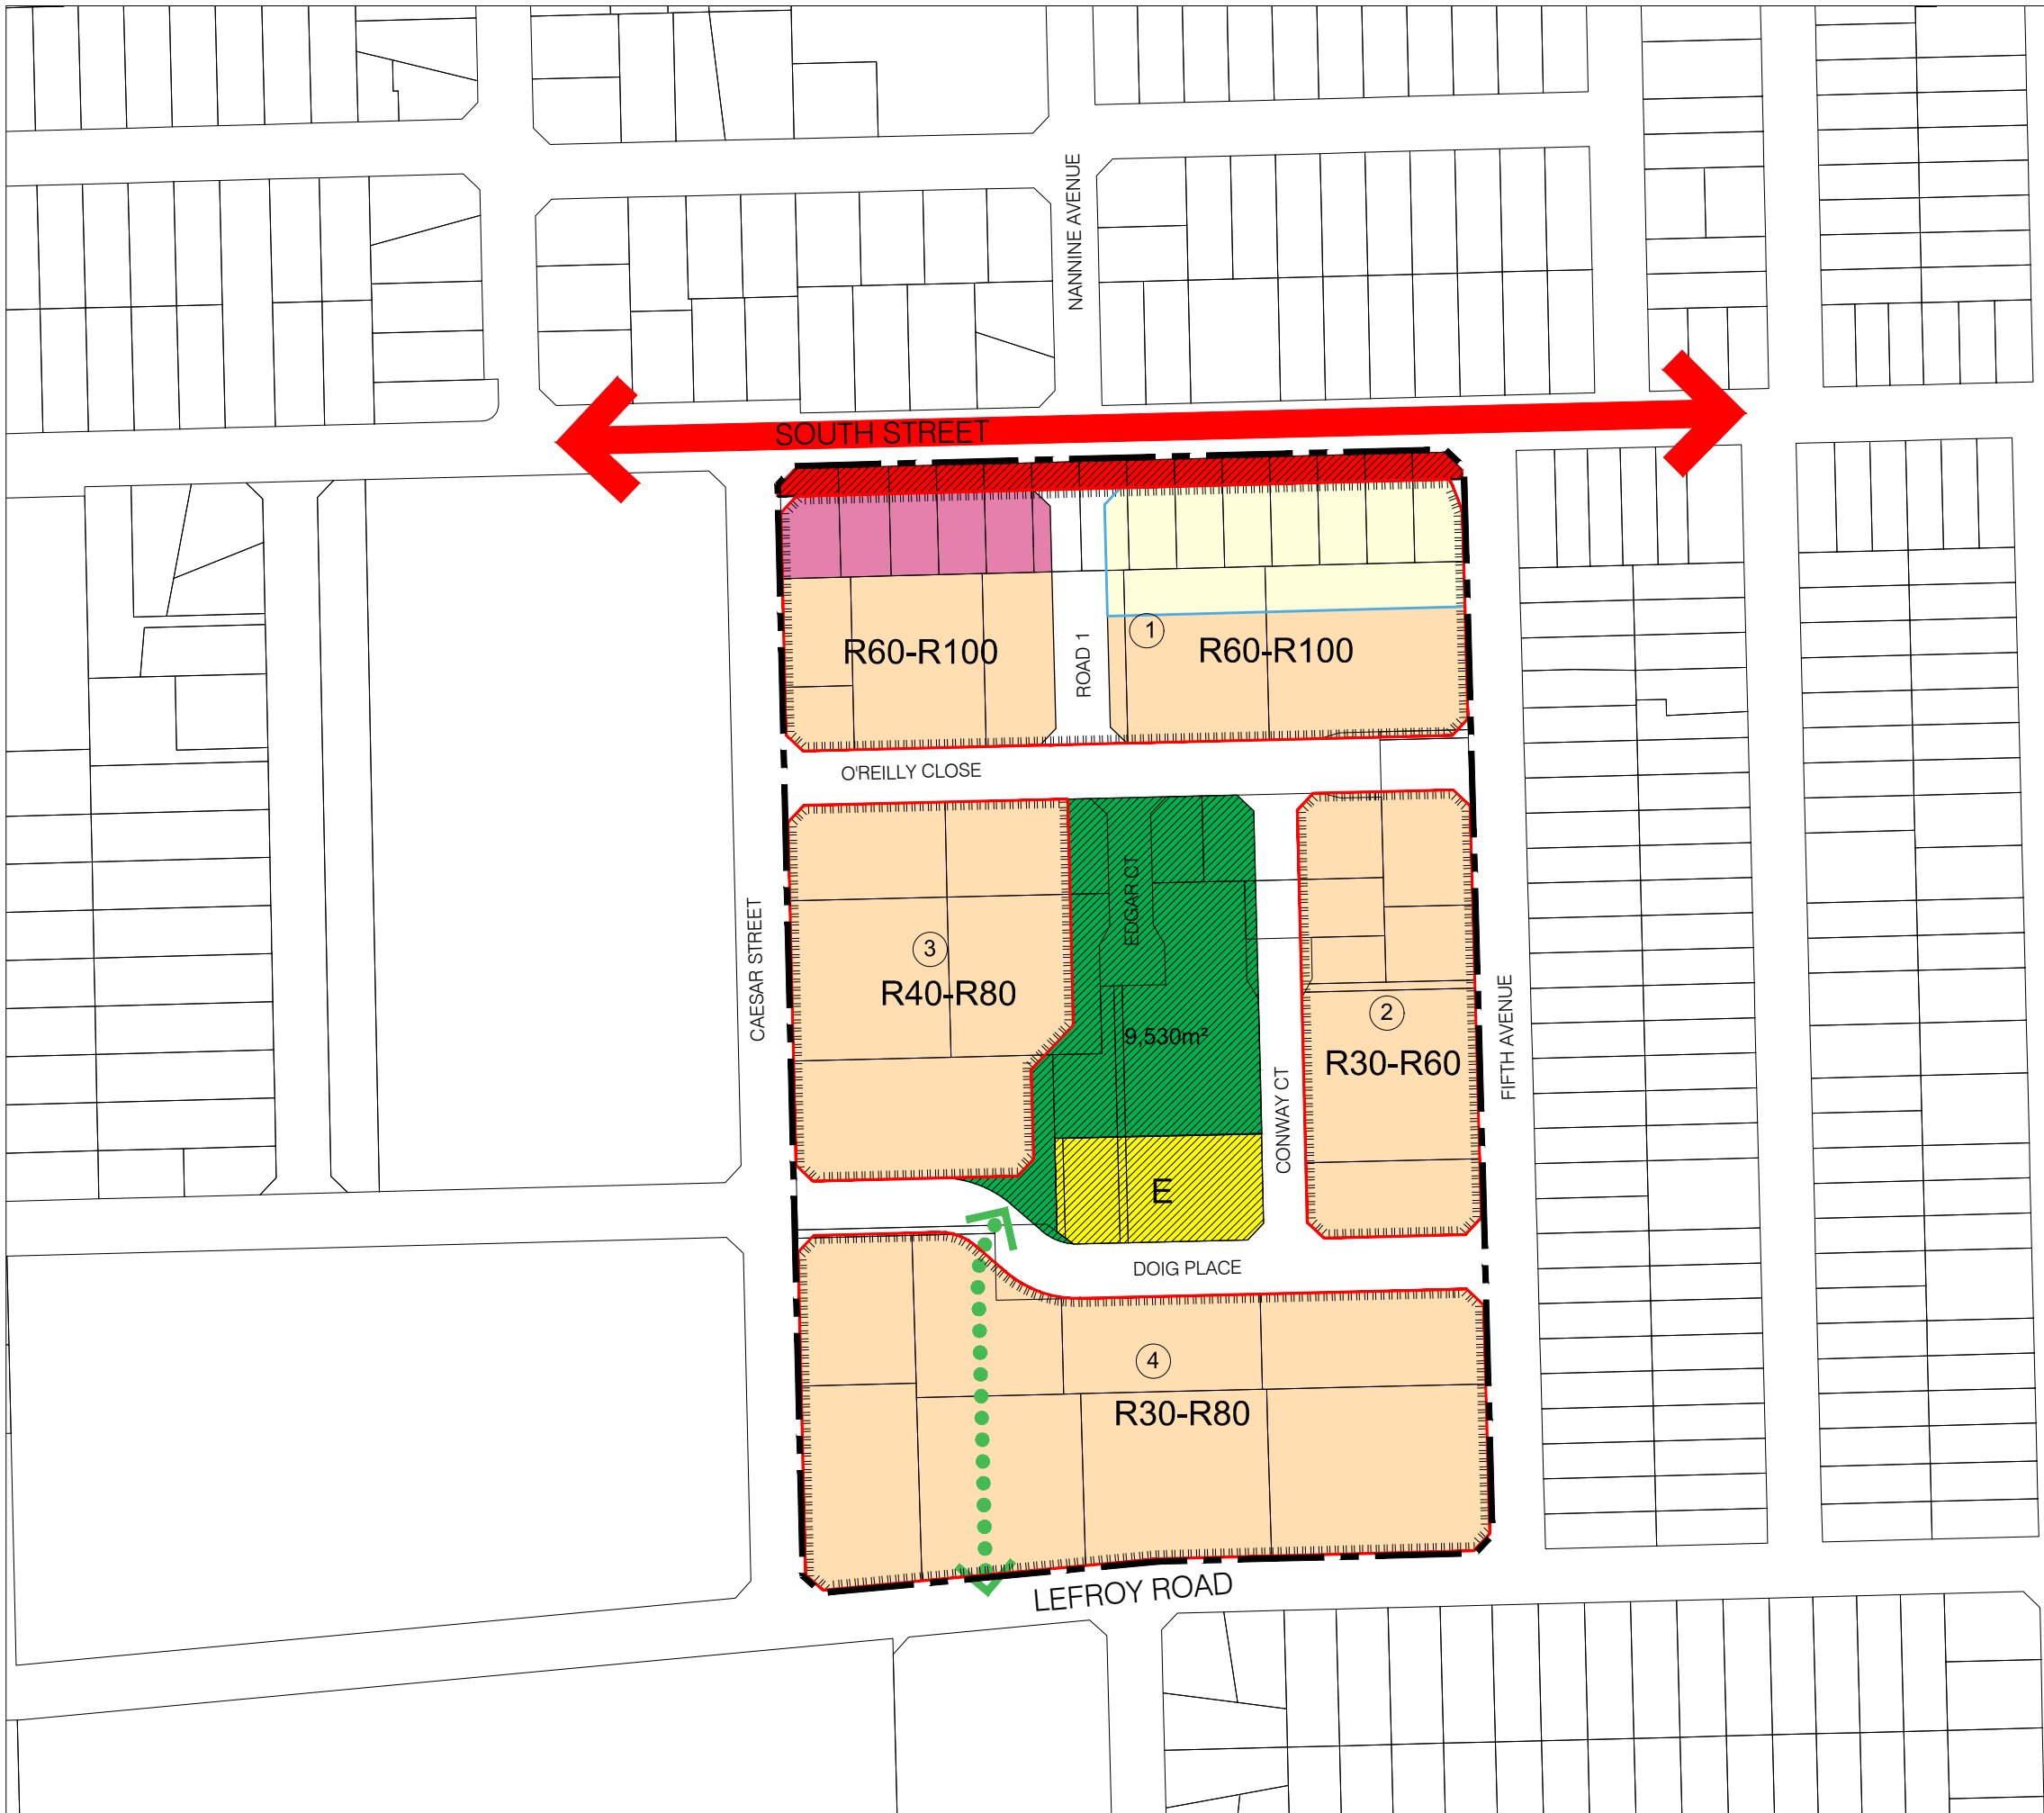 NANNINE AVENUE
SOUTH STREET
R60-R100
ROAD 1
1
R60-R100
O'REILLY CLOSE
EDGAR CT
CAESAR STREET
3
R40-R80
9,530m²
2
R30-R60
FIFTH AVENUE
CONWAY CT
E
DOIG PLACE
4
R30-R80
LEFROY ROAD